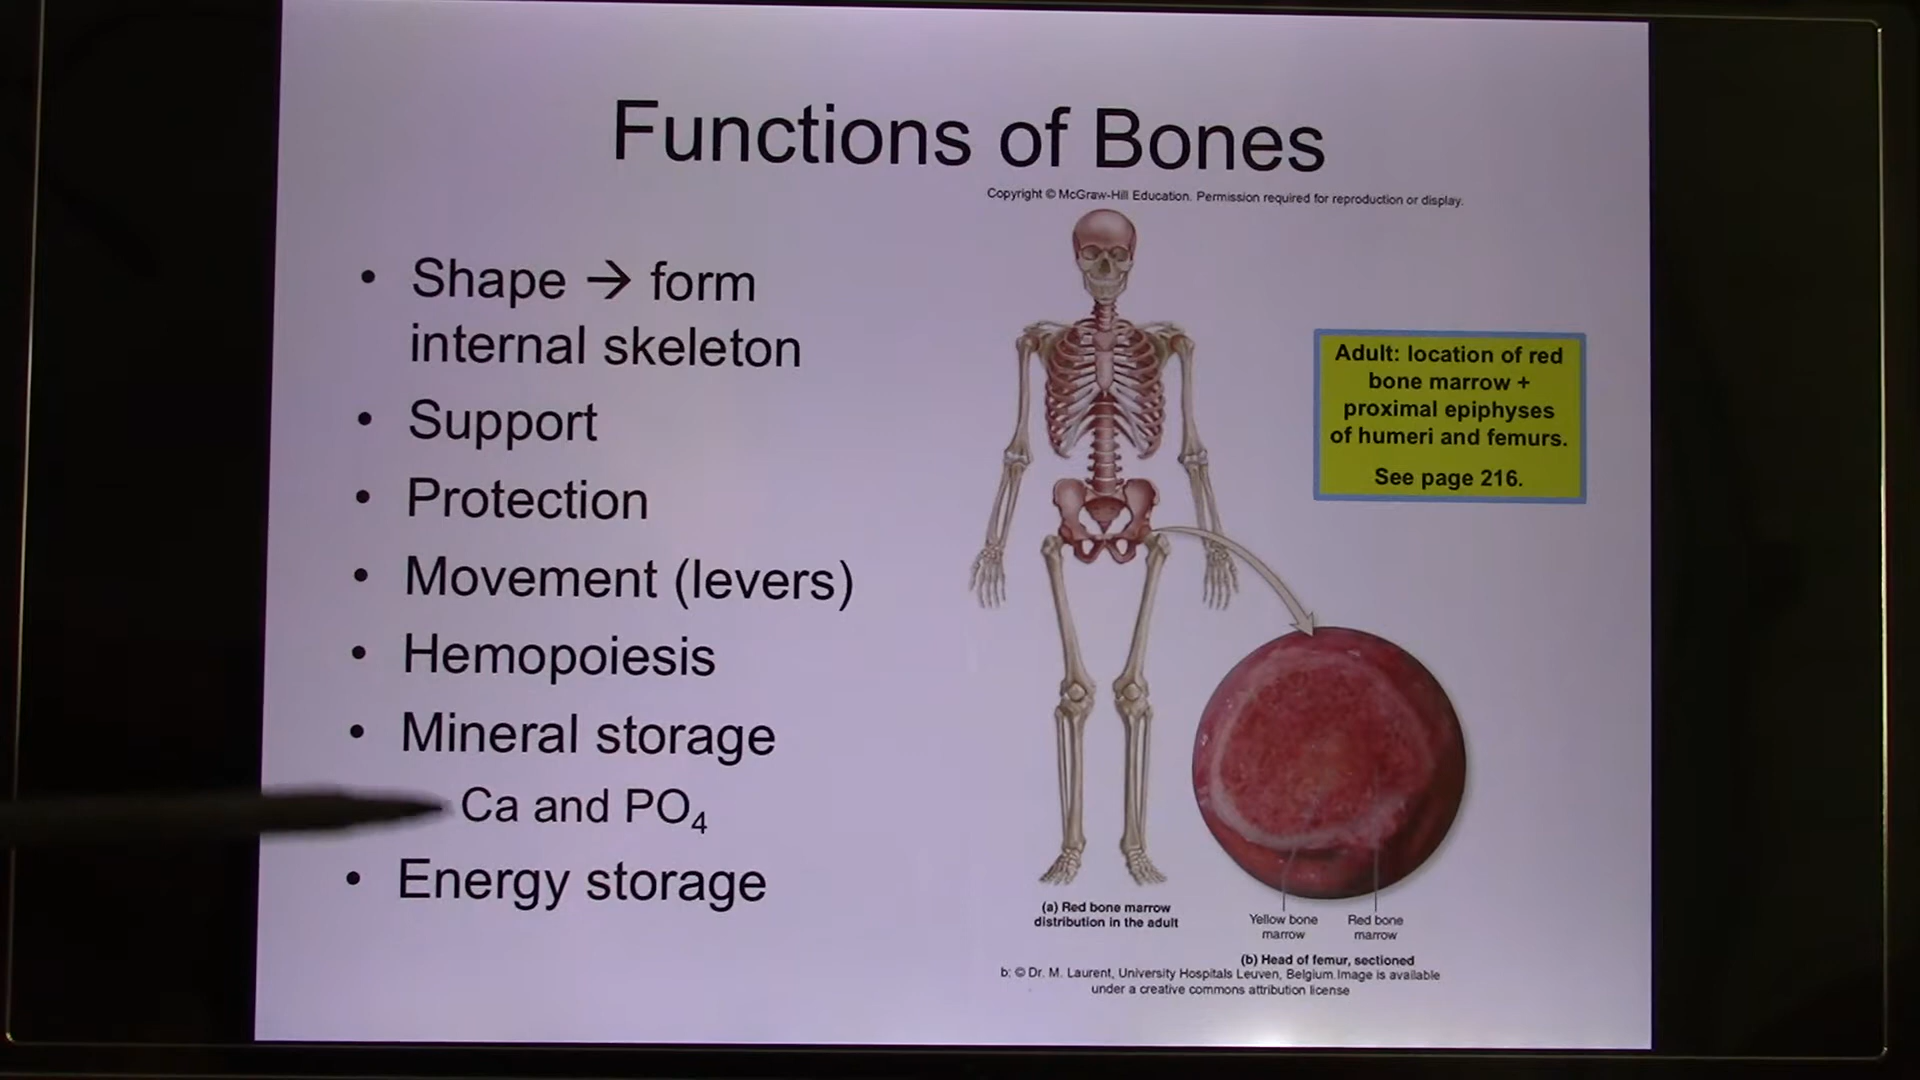 Functions of Bones
Copyright © McGraw-Hill Education. Permission required for reproduction or display.
• Shape → form
internal skeleton
• Support
• Protection
• Movement (levers)
• Hemopoiesis
• Mineral storage
Ca and PO₄
• Energy storage
Adult: location of red
bone marrow +
proximal epiphyses
of humeri and femurs.
See page 216.
(a) Red bone marrow
distribution in the adult
Yellow bone
marrow
Red bone
marrow
(b) Head of femur, sectioned
b: © Dr. M. Laurent, University Hospitals Leuven, Belgium.Image is available
under a creative commons attribution license